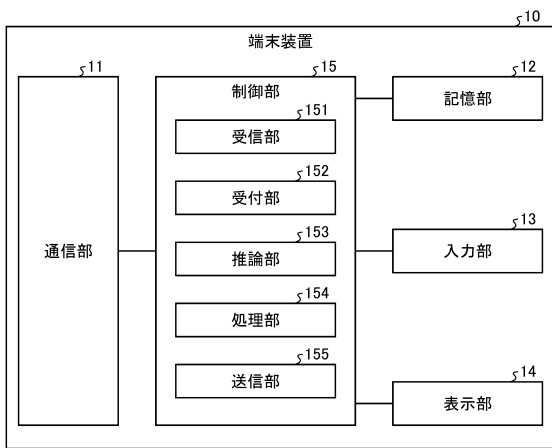 10
端末装置
11
通信部
15
制御部
151
受信部
152
受付部
153
推論部
154
処理部
155
送信部
12
記憶部
13
入力部
14
表示部